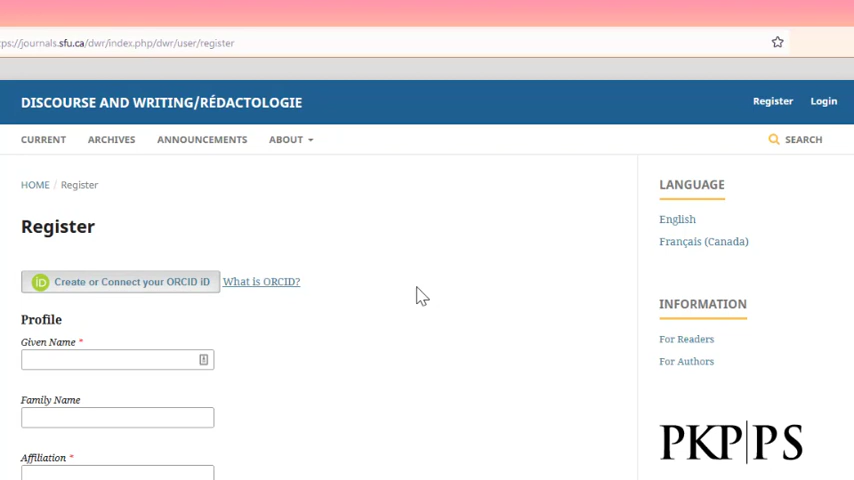 ps://journals.sfu.ca/dwr/index.php/dwr/user/register
DISCOURSE AND WRITING/RÉDACTOLOGIE
Register
Login
CURRENT
ARCHIVES
ANNOUNCEMENTS
ABOUT
SEARCH
HOME / Register
Register
iD Create or Connect your ORCID iD
What is ORCID?
Profile
Given Name *
Family Name
Affiliation *
LANGUAGE
English
Français (Canada)
INFORMATION
For Readers
For Authors
PKP|PS